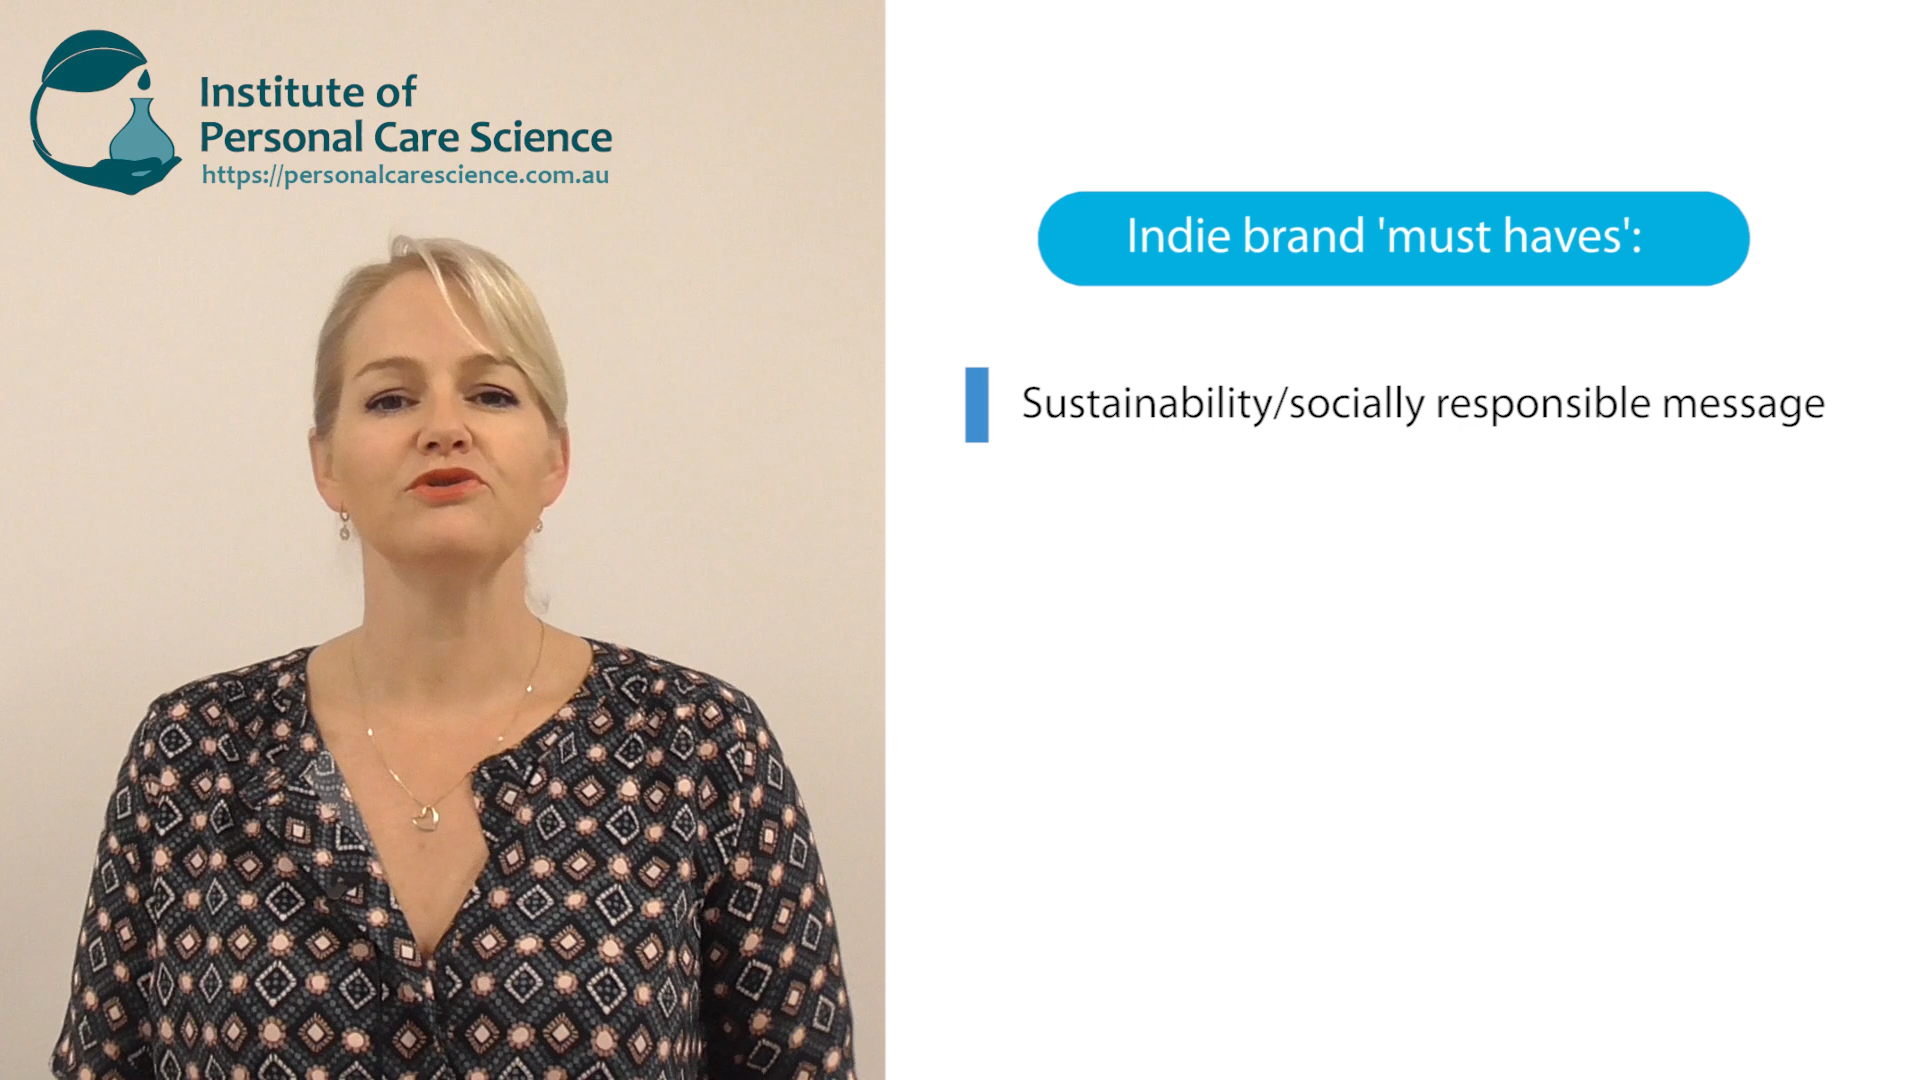 Institute of
Personal Care Science
https://personalcarescience.com.au
Indie brand 'must haves':
Sustainability/socially responsible message